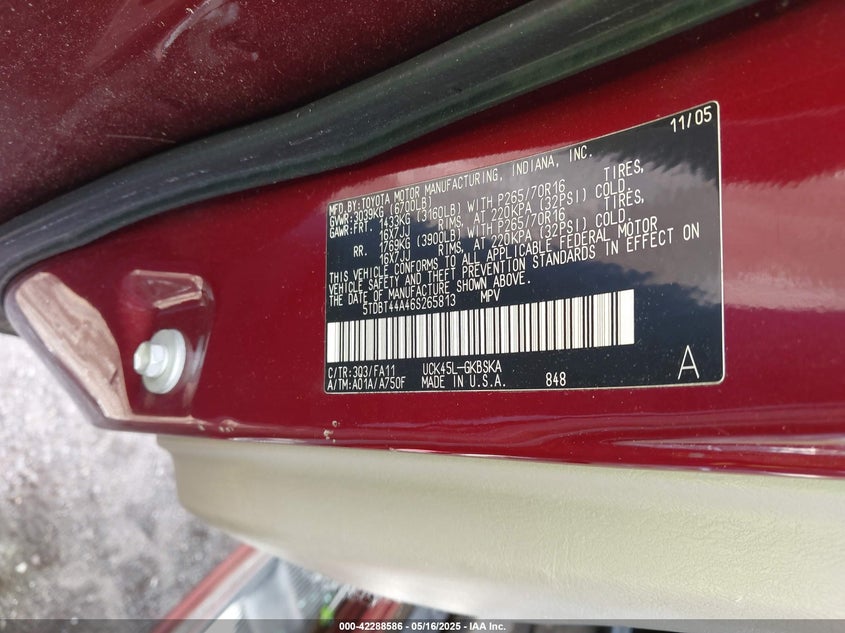 11/05
MFD.BY:TOYOTA MOTOR MANUFACTURING, INDIANA, INC.
GVWR:3039KG (6700LB)
GAWR:FRT. 1433KG (3160LB) WITH P265/70R16 TIRES,
16X7JJ RIMS, AT 220KPA (32PSI) COLD.
RR. 1769KG (3900LB) WITH P265/70R16 TIRES,
16X7JJ RIMS, AT 220KPA (32PSI) COLD.
THIS VEHICLE CONFORMS TO ALL APPLICABLE FEDERAL MOTOR
VEHICLE SAFETY AND THEFT PREVENTION STANDARDS IN EFFECT ON
THE DATE OF MANUFACTURE SHOWN ABOVE.
5TDBT44A46S265813 MPV
C/TR:3Q3/FA11 UCK45L-GKBSKA
A/TM:A01A/A750F MADE IN U.S.A. 848 A
000-42288586 - 05/16/2025 - IAA Inc.